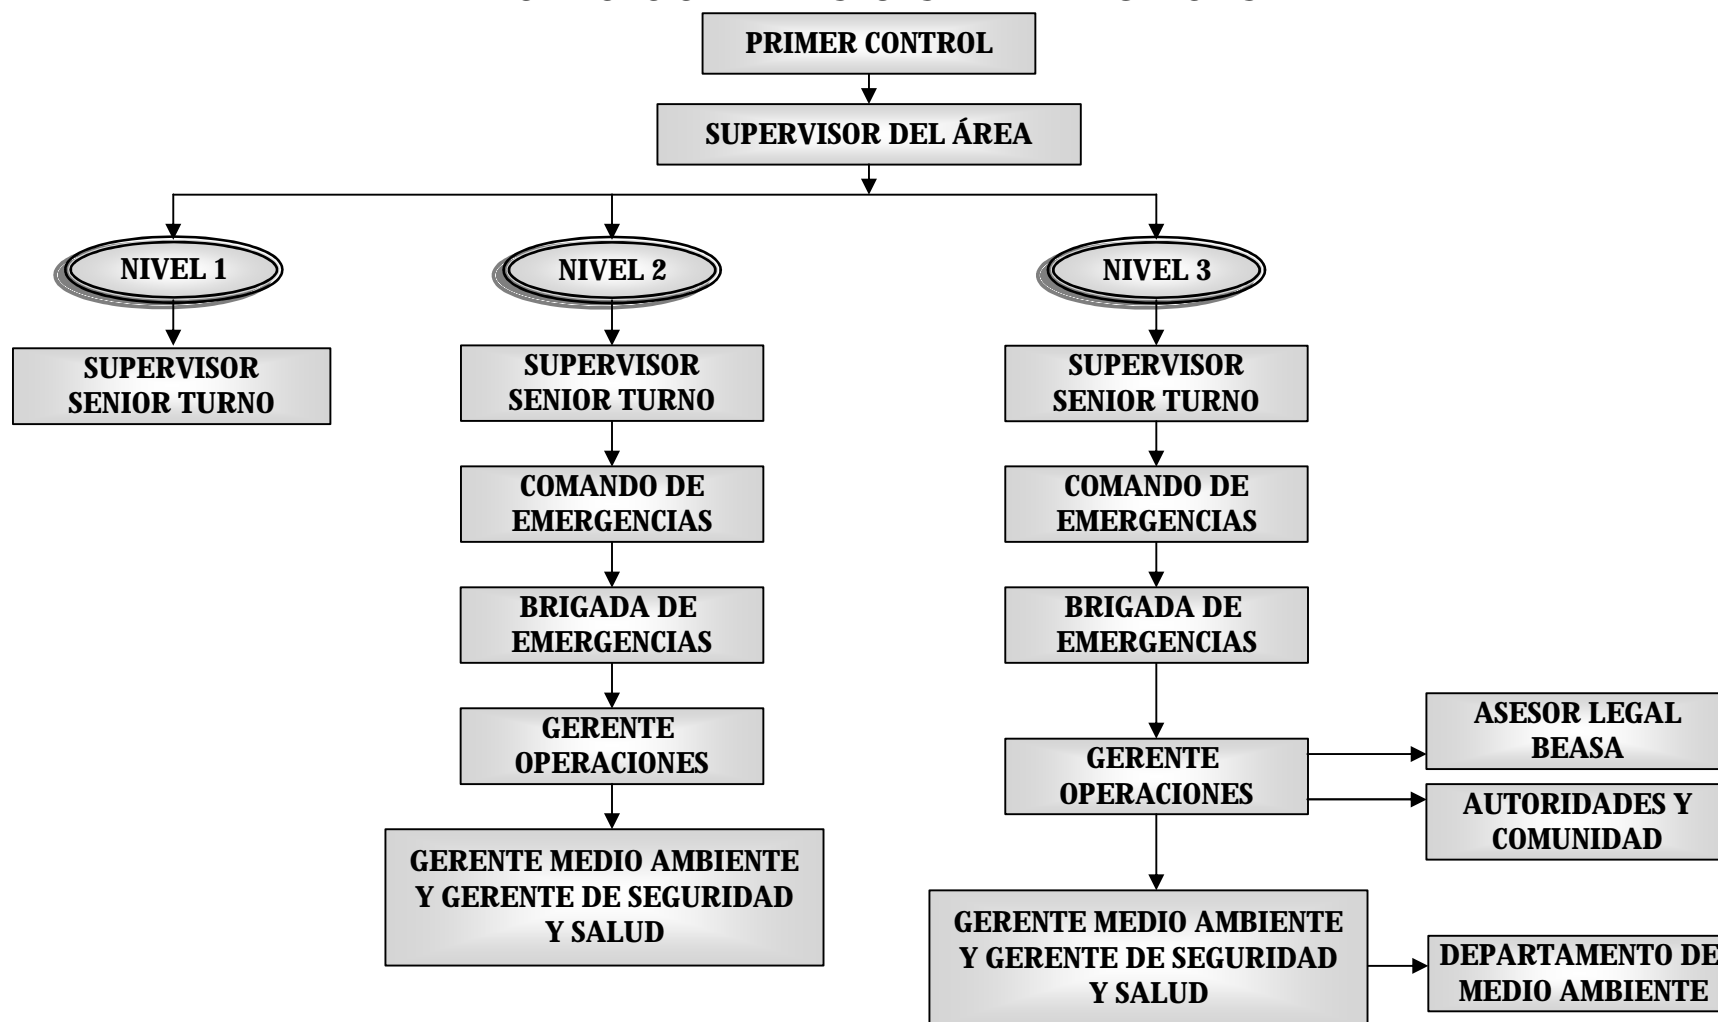 PRIMER CONTROL
SUPERVISOR DEL ÁREA
NIVEL 1
NIVEL 2
NIVEL 3
SUPERVISOR
SENIOR TURNO
SUPERVISOR
SENIOR TURNO
SUPERVISOR
SENIOR TURNO
COMANDO DE
EMERGENCIAS
COMANDO DE
EMERGENCIAS
BRIGADA DE
EMERGENCIAS
BRIGADA DE
EMERGENCIAS
GERENTE
OPERACIONES
GERENTE
OPERACIONES
ASESOR LEGAL
BEASA
AUTORIDADES Y
COMUNIDAD
GERENTE MEDIO AMBIENTE
Y GERENTE DE SEGURIDAD
Y SALUD
GERENTE MEDIO AMBIENTE
Y GERENTE DE SEGURIDAD
Y SALUD
DEPARTAMENTO DE
MEDIO AMBIENTE